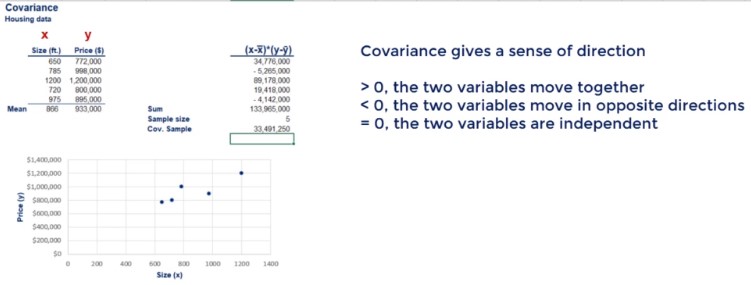 Covariance
Housing data
x y
Size (ft.) Price ($) (x-x̄)*(y-ȳ)
650 772,000 34,776,000
785 998,000 -5,265,000
1200 1,200,000 89,178,000
720 800,000 19,418,000
975 895,000 -4,142,000
Mean 866 933,000 Sum 133,965,000
Sample size 5
Cov. Sample 33,491,250
Covariance gives a sense of direction
> 0, the two variables move together
< 0, the two variables move in opposite directions
= 0, the two variables are independent
$1,400,000
$1,200,000
$1,000,000
$800,000
$600,000
$400,000
$200,000
$0
Price (y)
0 200 400 600 800 1000 1200 1400
Size (x)